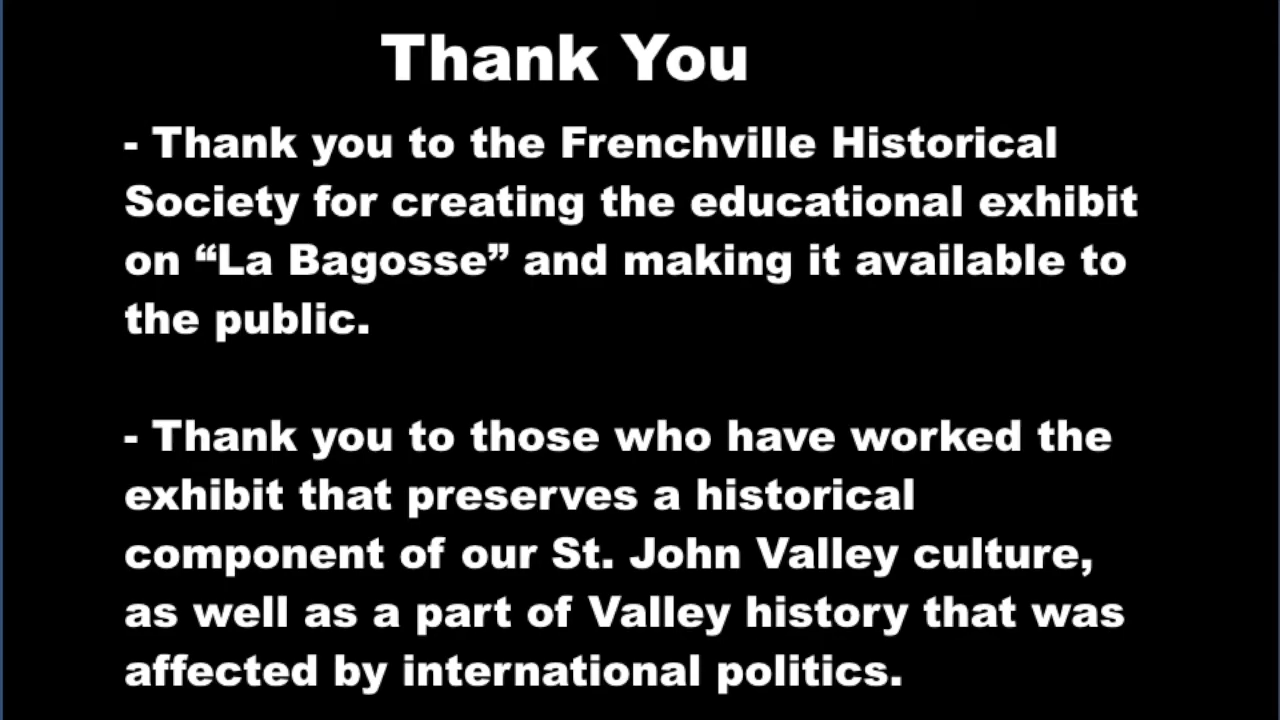 Thank You
- Thank you to the Frenchville Historical
Society for creating the educational exhibit
on “La Bagosse” and making it available to
the public.
- Thank you to those who have worked the
exhibit that preserves a historical
component of our St. John Valley culture,
as well as a part of Valley history that was
affected by international politics.